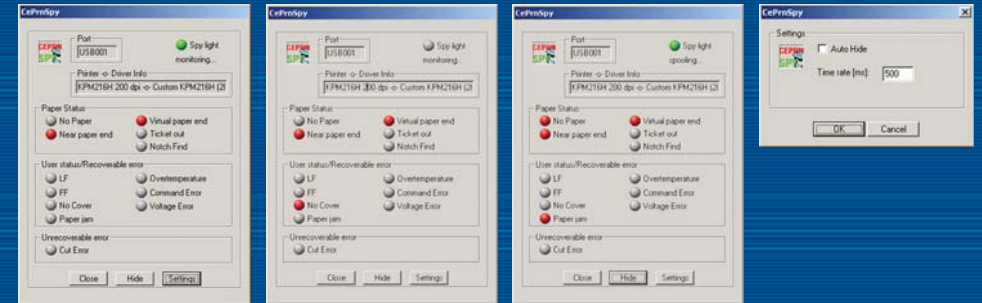 CePrnSpy
Port
USB001
Spy light
monitoring...
CEPRN
SPY
Printer -o- Driver Info
KPM216H 200 dpi -o- Custom KPM216H (2
Paper Status
No Paper
Virtual paper end
Near paper end
Ticket out
Notch Find
User status/Recoverable error
LF
Overtemperature
FF
Command Error
No Cover
Voltage Error
Paper jam
Unrecoverable error
Cut Error
Close Hide Settings
CePrnSpy
Port
USB001
Spy light
monitoring...
CEPRN
SPY
Printer -o- Driver Info
KPM216H 200 dpi -o- Custom KPM216H (2
Paper Status
No Paper
Virtual paper end
Near paper end
Ticket out
Notch Find
User status/Recoverable error
LF
Overtemperature
FF
Command Error
No Cover
Voltage Error
Paper jam
Unrecoverable error
Cut Error
Close Hide Settings
CePrnSpy
Port
USB001
Spy light
spooling...
CEPRN
SPY
Printer -o- Driver Info
KPM216H 200 dpi -o- Custom KPM216H (2
Paper Status
No Paper
Virtual paper end
Near paper end
Ticket out
Notch Find
User status/Recoverable error
LF
Overtemperature
FF
Command Error
No Cover
Voltage Error
Paper jam
Unrecoverable error
Cut Error
Close Hide Settings
CePrnSpy
Settings
CEPRN
SPY
Auto Hide
Time rate [ms]: 500
OK Cancel